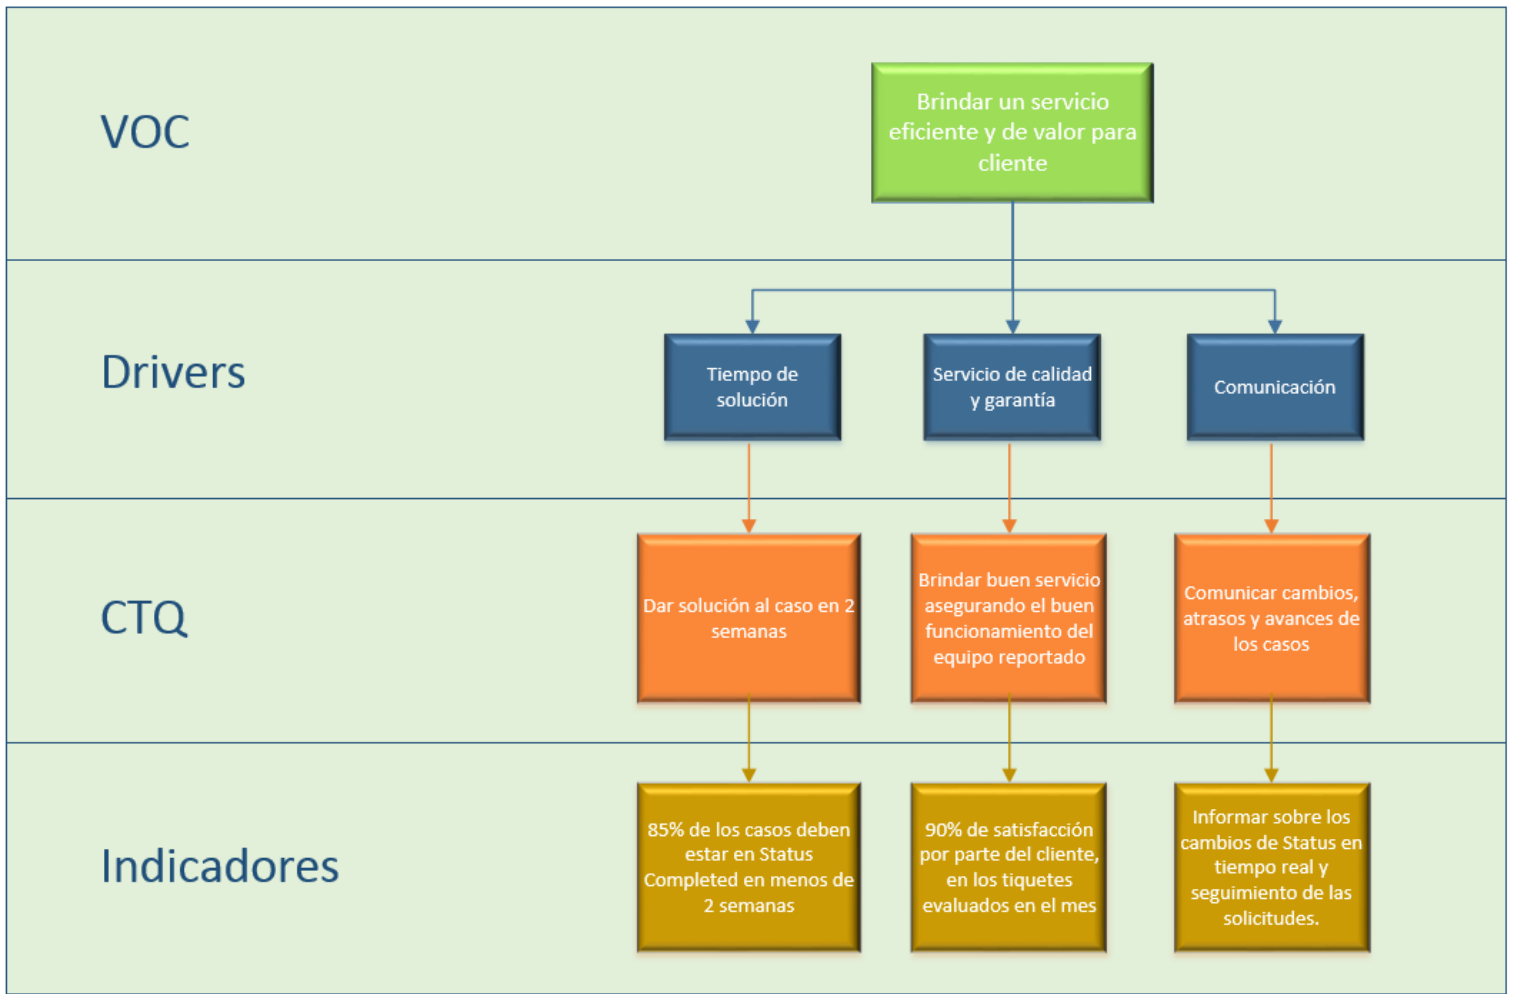 VOC
Brindar un servicio
eficiente y de valor para
cliente
Drivers
Tiempo de
solución
Servicio de calidad
y garantía
Comunicación
CTQ
Dar solución al caso en 2
semanas
Brindar buen servicio
asegurando el buen
funcionamiento del
equipo reportado
Comunicar cambios,
atrasos y avances de
los casos
Indicadores
85% de los casos deben
estar en Status
Completed en menos de
2 semanas
90% de satisfacción
por parte del cliente,
en los tiquetes
evaluados en el mes
Informar sobre los
cambios de Status en
tiempo real y
seguimiento de las
solicitudes.